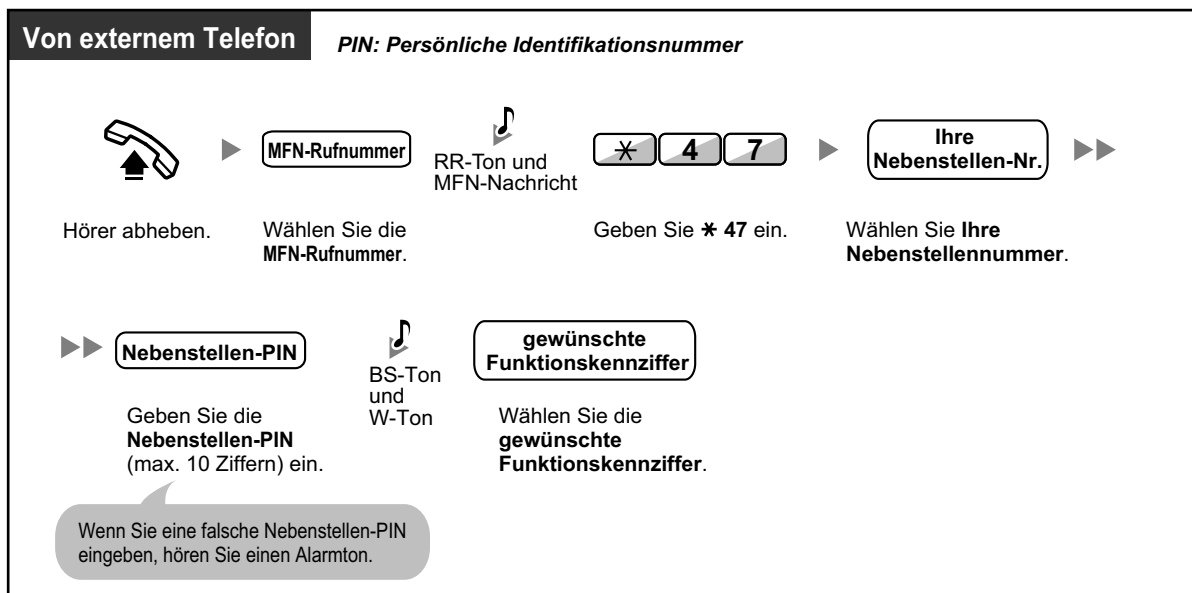 Von externem Telefon
PIN: Persönliche Identifikationsnummer
MFN-Rufnummer
RR-Ton und
MFN-Nachricht
* 4 7
Ihre
Nebenstellen-Nr.
Hörer abheben.
Wählen Sie die
MFN-Rufnummer.
Geben Sie * 47 ein.
Wählen Sie Ihre
Nebenstellennummer.
Nebenstellen-PIN
BS-Ton
und
W-Ton
gewünschte
Funktionskennziffer
Geben Sie die
Nebenstellen-PIN
(max. 10 Ziffern) ein.
Wählen Sie die
gewünschte
Funktionskennziffer.
Wenn Sie eine falsche Nebenstellen-PIN
eingeben, hören Sie einen Alarmton.